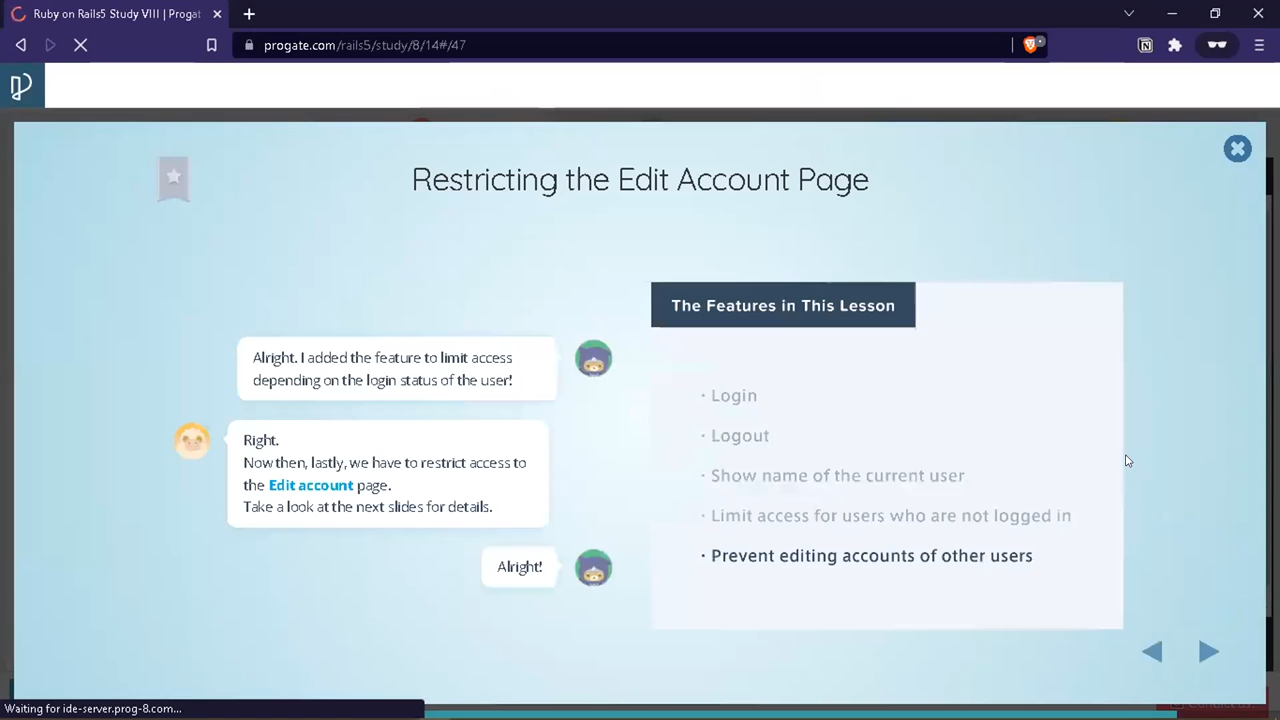 Ruby on Rails5 Study VIII | Progat
progate.com/rails5/study/8/14#/47
Restricting the Edit Account Page
The Features in This Lesson
Alright. I added the feature to limit access
depending on the login status of the user!
Right.
Now then, lastly, we have to restrict access to
the Edit account page.
Take a look at the next slides for details.
Alright!
· Login
· Logout
· Show name of the current user
· Limit access for users who are not logged in
· Prevent editing accounts of other users
Waiting for ide-server.prog-8.com...
Contact us